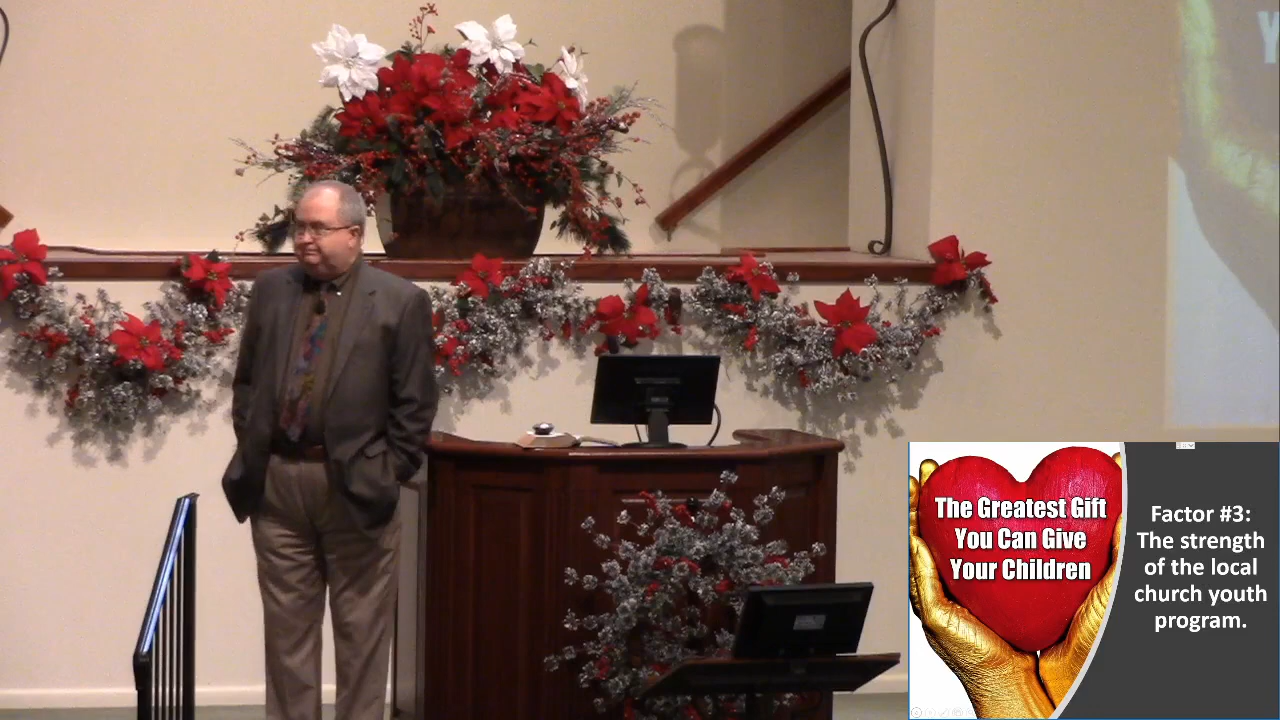 The Greatest Gift
You Can Give
Your Children
Factor #3:
The strength
of the local
church youth
program.